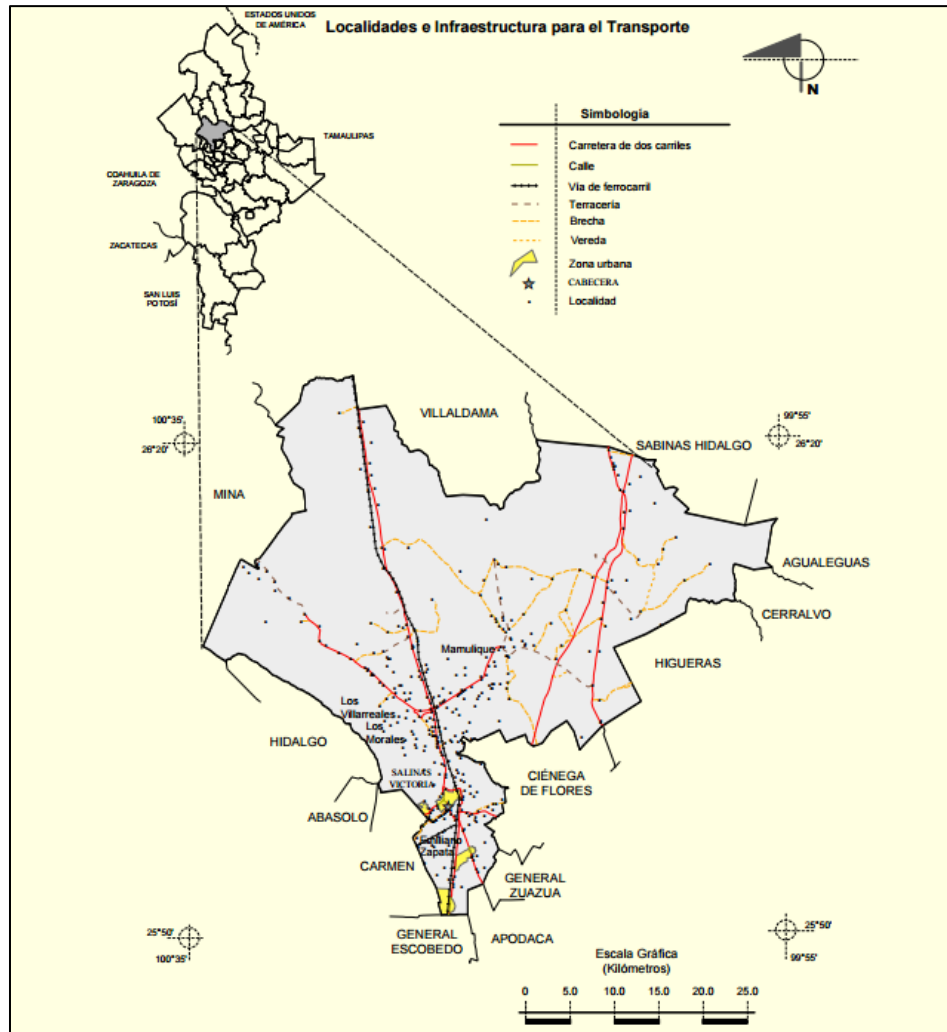 ESTADOS UNIDOS
DE AMÉRICA
Localidades e Infraestructura para el Transporte
N
TAMAULIPAS
COAHUILA DE
ZARAGOZA
ZACATECAS
SAN LUIS
POTOSÍ
Simbología
Carretera de dos carriles
Calle
Vía de ferrocarril
Terracería
Brecha
Vereda
Zona urbana
CABECERA
Localidad
100°35'
26°20'
VILLALDAMA
99°55'
26°20'
SABINAS HIDALGO
MINA
AGUALEGUAS
CERRALVO
Mamulique
HIGUERAS
Los
Villarreales
Los
Morales
HIDALGO
SALINAS
VICTORIA
CIÉNEGA
DE FLORES
ABASOLO
Emiliano
Zapata
CARMEN
GENERAL
ZUAZUA
25°50'
100°35'
GENERAL
ESCOBEDO
APODACA
25°50'
99°55'
Escala Gráfica
(Kilómetros)
0 5.0 10.0 15.0 20.0 25.0